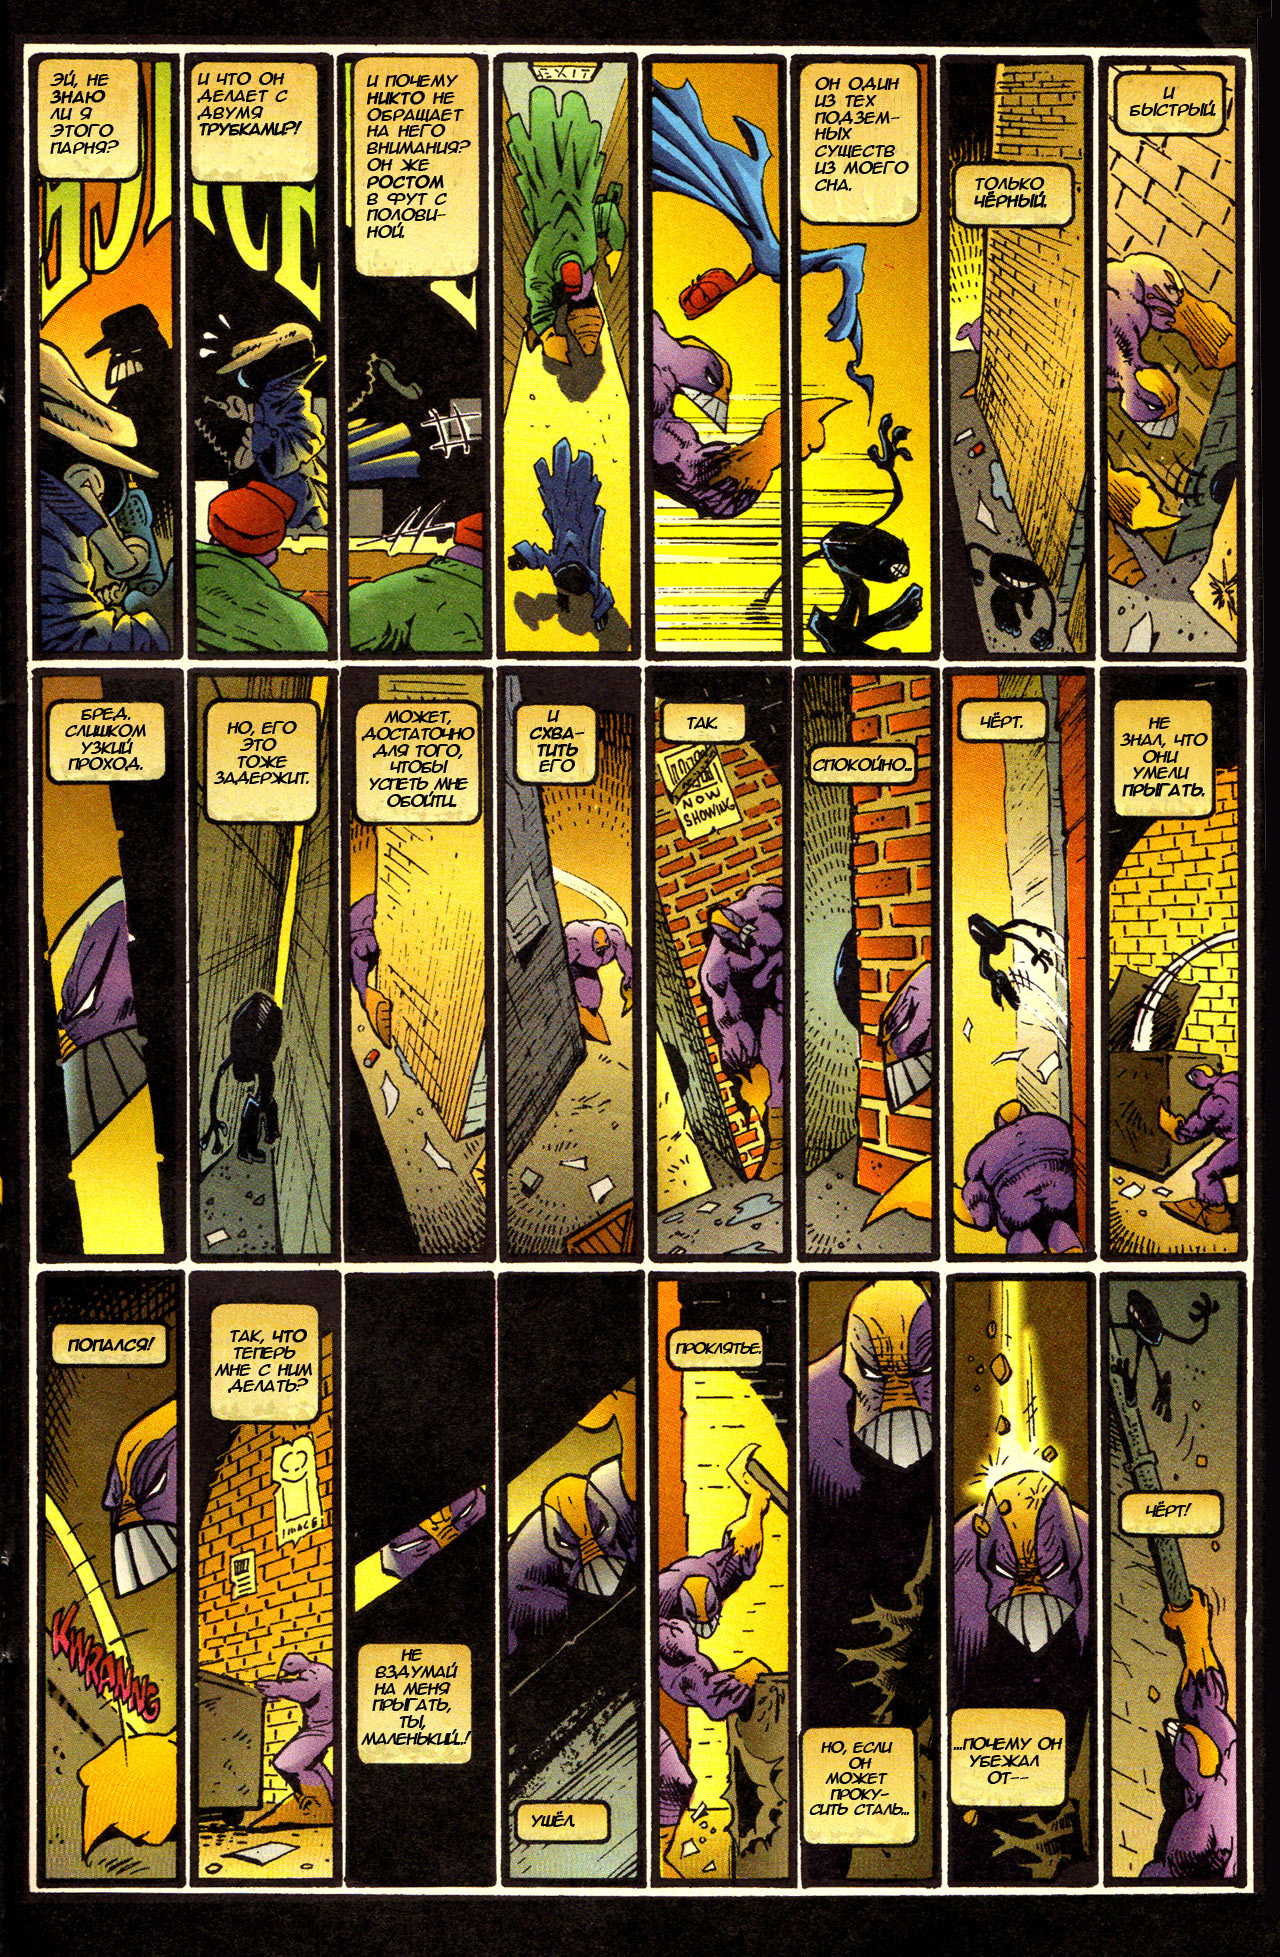 ЭЙ, НЕ
ЗНАЮ
ЛИ Я
ЭТОГО
ПАРНЯ?
И ЧТО ОН
ДЕЛАЕТ С
ДВУМЯ
ТРУБКАМИ?!
И ПОЧЕМУ
НИКТО НЕ
ОБРАЩАЕТ
НА НЕГО
ВНИМАНИЯ?
ОН ЖЕ
РОСТОМ
В ФУТ С
ПОЛОВИ-
НОЙ.
EXIT
ОН ОДИН
ИЗ ТЕХ
ПОДЗЕМ-
НЫХ
СУЩЕСТВ
ИЗ МОЕГО
СНА.
ТОЛЬКО
ЧЁРНЫЙ.
И
БЫСТРЫЙ.
БРЕД.
СЛИШКОМ
УЗКИЙ
ПРОХОД.
НО, ЕГО
ЭТО
ТОЖЕ
ЗАДЕРЖИТ.
МОЖЕТ,
ДОСТАТОЧНО
ДЛЯ ТОГО,
ЧТОБЫ
УСПЕТЬ МНЕ
ОБОЙТИ.
И
СХВА-
ТИТЬ
ЕГО
ТАК.
NOW
SHOWING
СПОКОЙНО...
ЧЁРТ.
НЕ
ЗНАЛ, ЧТО
ОНИ
УМЕЛИ
ПРЫГАТЬ.
ПОПАЛСЯ!
KWRANNG
ТАК, ЧТО
ТЕПЕРЬ
МНЕ С НИМ
ДЕЛАТЬ?
IMAGE
НЕ
ВЗДУМАЙ
НА МЕНЯ
ПРЫГАТЬ,
ТЫ,
МАЛЕНЬКИЙ..!
УШЁЛ.
ПРОКЛЯТЬЕ.
НО, ЕСЛИ
ОН
МОЖЕТ
ПРОКУ-
СИТЬ СТАЛЬ...
...ПОЧЕМУ ОН
УБЕЖАЛ
ОТ--
ЧЁРТ!